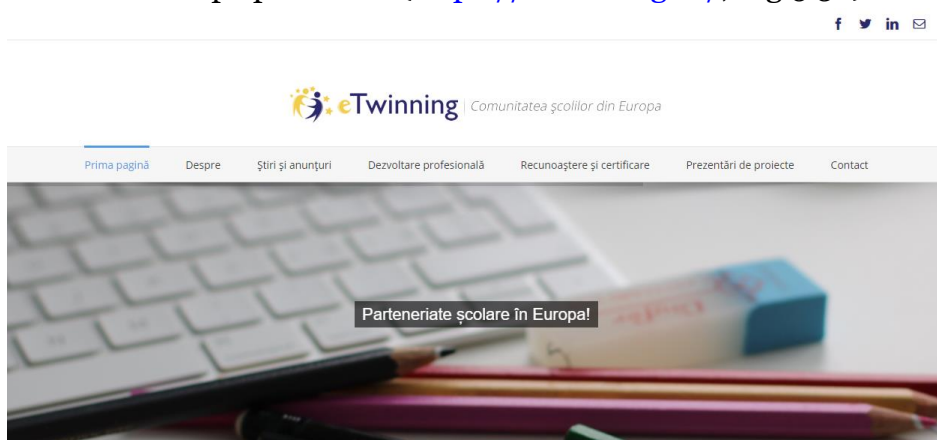 eTwinning | Comunitatea școlilor din Europa
Prima pagină Despre Știri și anunțuri Dezvoltare profesională Recunoaștere și certificare Prezentări de proiecte Contact
Parteneriate școlare în Europa!